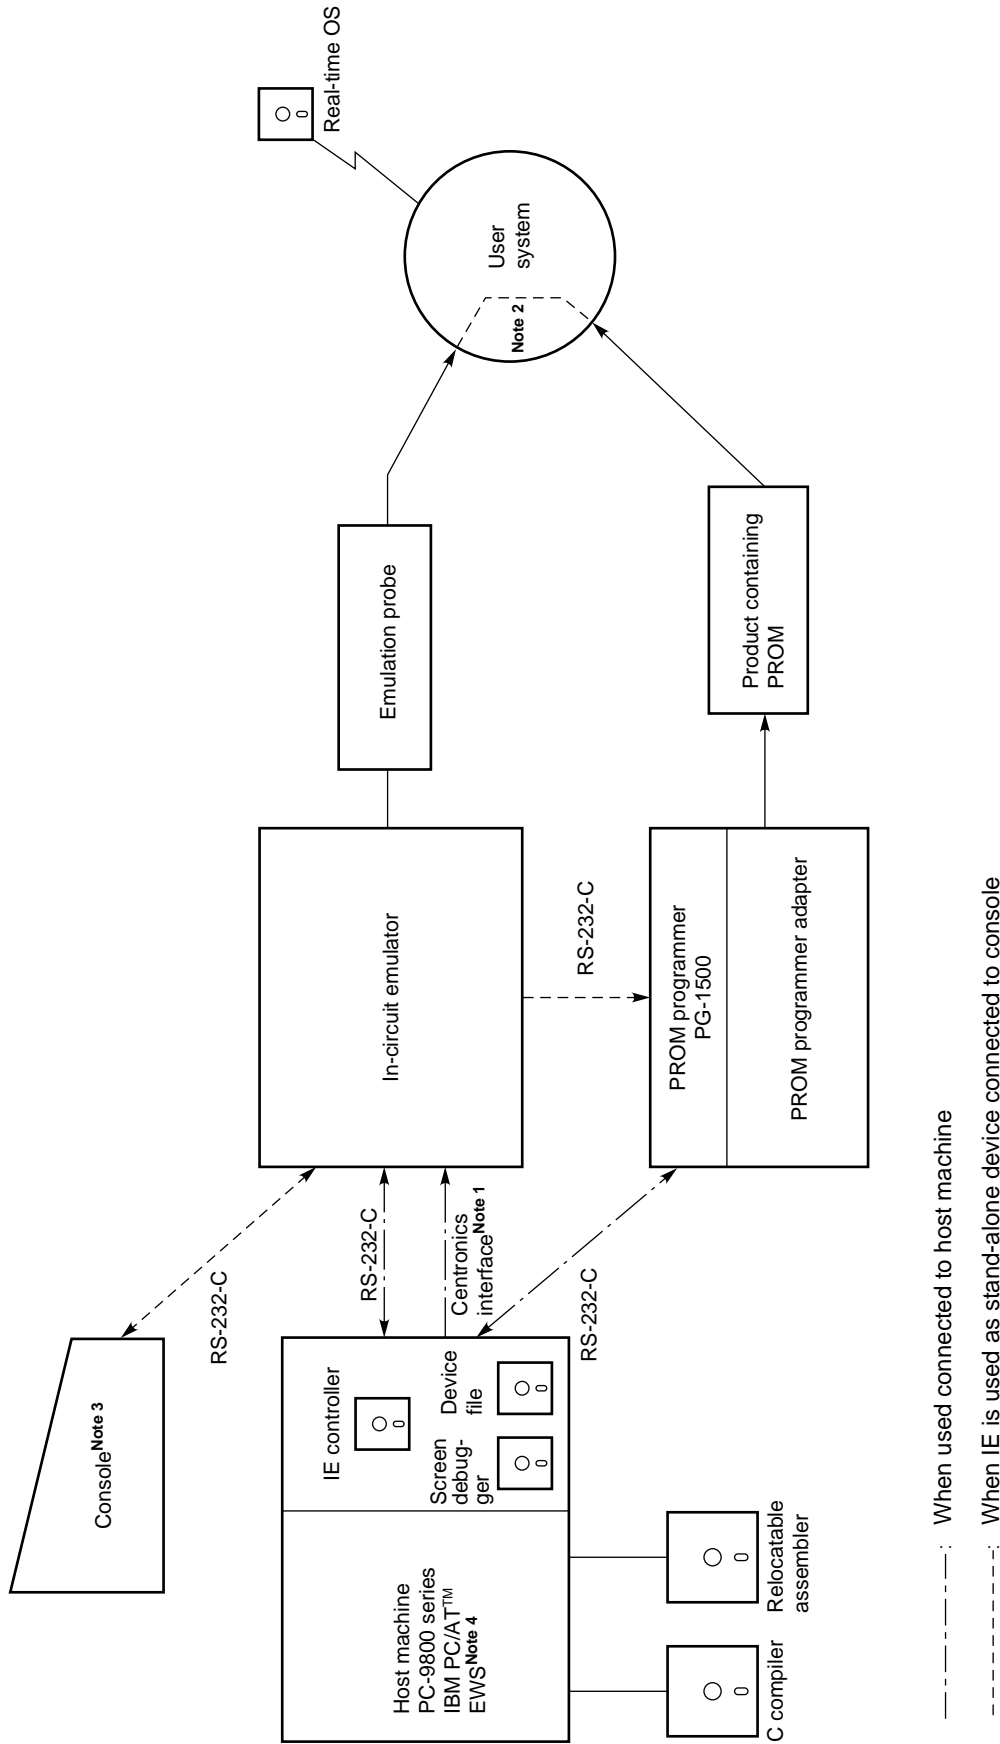 Console Note 3
RS-232-C
Host machine
PC-9800 series
IBM PC/AT™
EWS Note 4
IE controller
Screen
debug-
ger
Device
file
C compiler
Relocatable
assembler
RS-232-C
Centronics
interface Note 1
RS-232-C
In-circuit emulator
RS-232-C
PROM programmer
PG-1500
PROM programmer adapter
Emulation probe
Product containing
PROM
User
system
Note 2
Real-time OS
: When used connected to host machine
: When IE is used as stand-alone device connected to console